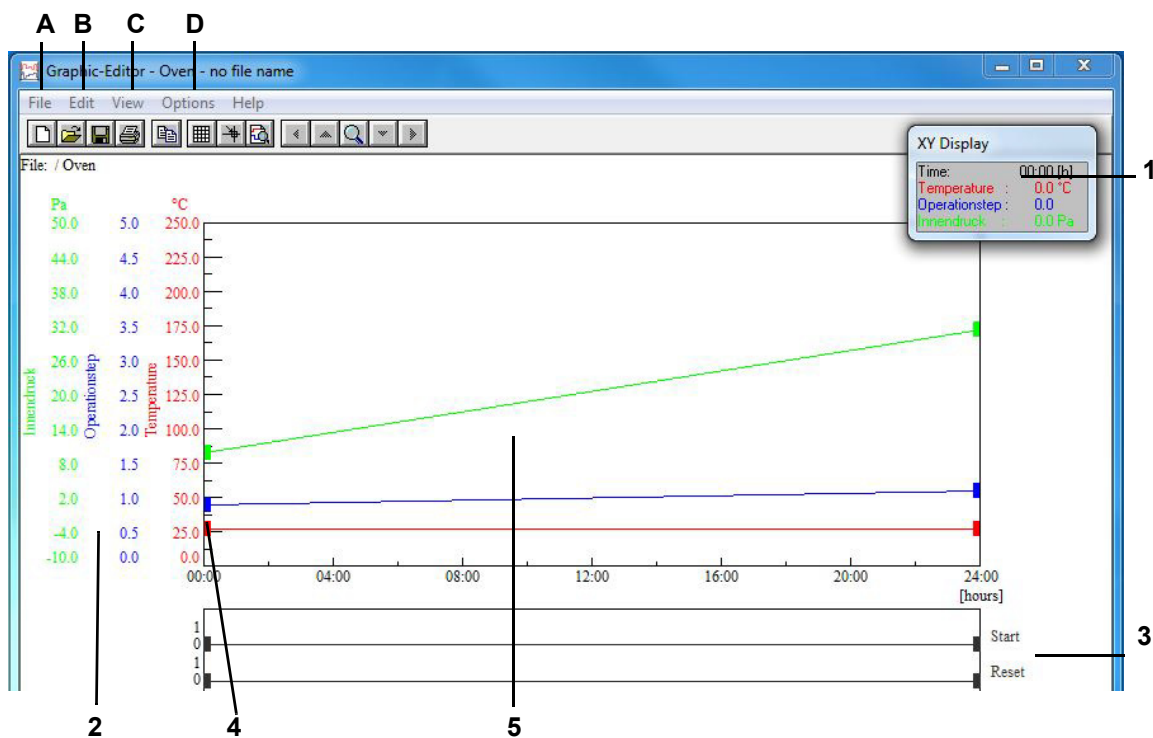 A B C D
Graphic-Editor - Oven - no file name
File Edit View Options Help
XY Display
Time: 00:00 [h]
Temperature : 0.0 °C
Operationstep : 0.0
Innendruck : 0.0 Pa
1
File: / Oven
Pa °C
50.0 5.0 250.0
44.0 4.5 225.0
38.0 4.0 200.0
32.0 3.5 175.0
26.0 3.0 150.0
20.0 2.5 125.0
14.0 2.0 100.0
8.0 1.5 75.0
2.0 1.0 50.0
-4.0 0.5 25.0
-10.0 0.0 0.0
Innendruck
Operationstep
Temperature
00:00 04:00 08:00 12:00 16:00 20:00 24:00
[hours]
1
0 Start
1
0 Reset
3
2 4 5